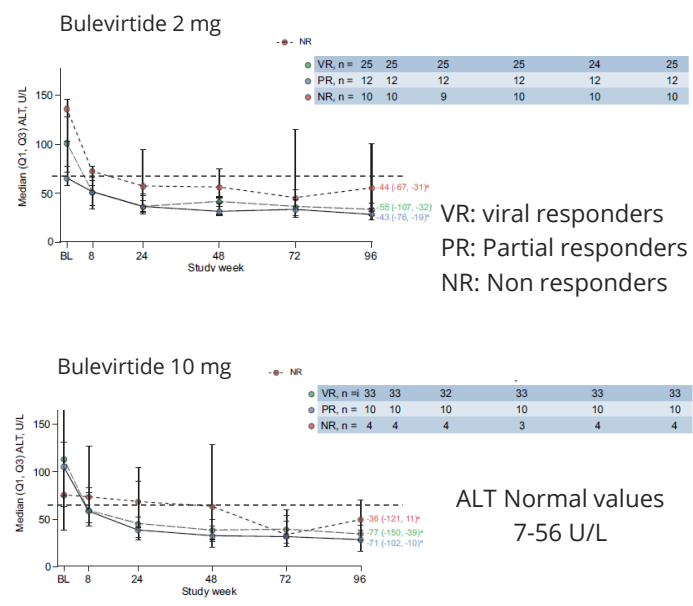 Bulevirtide 2 mg
NR
VR, n = 25 25 25 25 24 25
PR, n = 12 12 12 12 12 12
NR, n = 10 10 9 10 10 10
Median (Q1, Q3) ALT, U/L
150
100
50
0
-44 (-67, -31)*
-55 (-107, -32)
-43 (-76, -19)*
BL 8 24 48 72 96
Study week
VR: viral responders
PR: Partial responders
NR: Non responders
Bulevirtide 10 mg
NR
VR, n =i 33 33 32 33 33 33
PR, n = 10 10 10 10 10 10
NR, n = 4 4 4 3 4 4
Median (Q1, Q3) ALT, U/L
150
100
50
0
-36 (-121, 11)*
-77 (-150, -39)*
-71 (-102, -10)*
BL 8 24 48 72 96
Study week
ALT Normal values
7-56 U/L